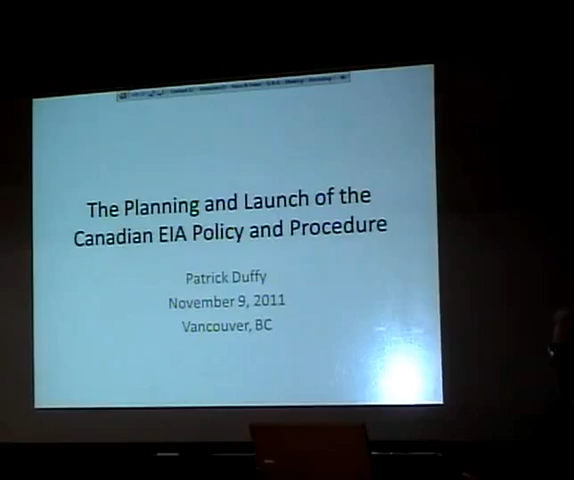 The Planning and Launch of the
Canadian EIA Policy and Procedure
Patrick Duffy
November 9, 2011
Vancouver, BC